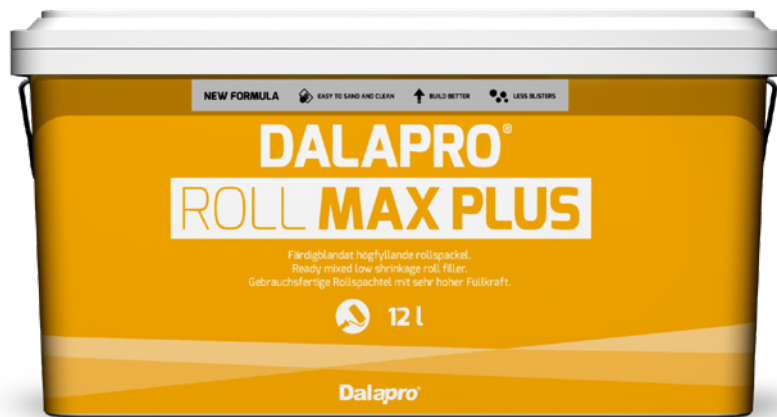 NEW FORMULA EASY TO SAND AND CLEAN BUILD BETTER LESS BLISTERS
DALAPRO®
ROLL MAX PLUS
Färdigblandat högfyllande rollspackel.
Ready mixed low shrinkage roll filler.
Gebrauchsfertige Rollspachtel mit sehr hoher Fullkraft.
12 l
Dalapro®